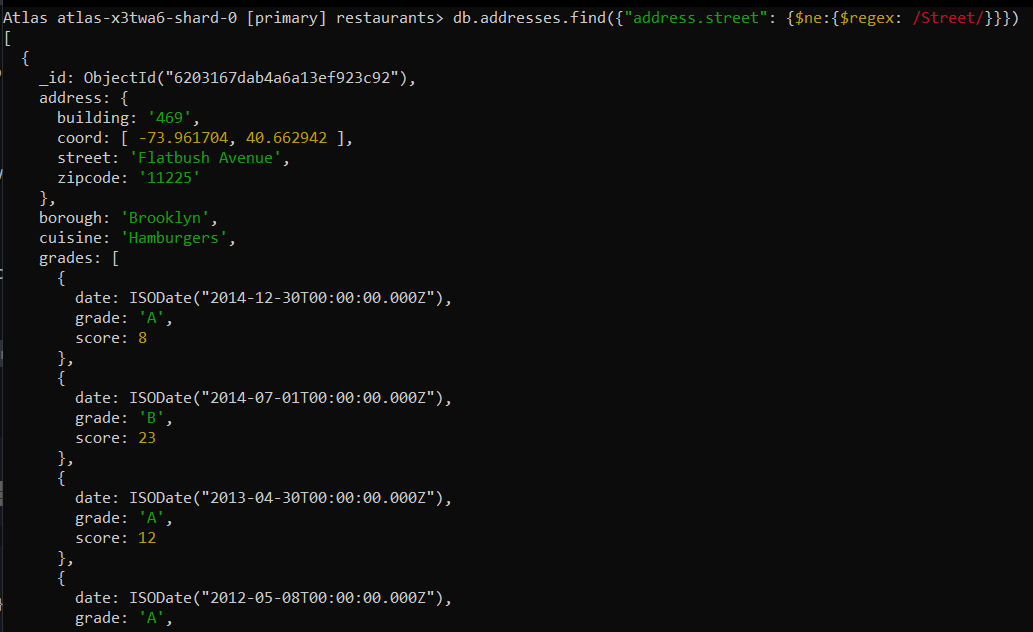 Atlas atlas-x3twa6-shard-0 [primary] restaurants> db.addresses.find({"address.street": {$ne:{$regex: /Street/}}})
[
  {
    _id: ObjectId("6203167dab4a6a13ef923c92"),
    address: {
      building: '469',
      coord: [ -73.961704, 40.662942 ],
      street: 'Flatbush Avenue',
      zipcode: '11225'
    },
    borough: 'Brooklyn',
    cuisine: 'Hamburgers',
    grades: [
      {
        date: ISODate("2014-12-30T00:00:00.000Z"),
        grade: 'A',
        score: 8
      },
      {
        date: ISODate("2014-07-01T00:00:00.000Z"),
        grade: 'B',
        score: 23
      },
      {
        date: ISODate("2013-04-30T00:00:00.000Z"),
        grade: 'A',
        score: 12
      },
      {
        date: ISODate("2012-05-08T00:00:00.000Z"),
        grade: 'A',